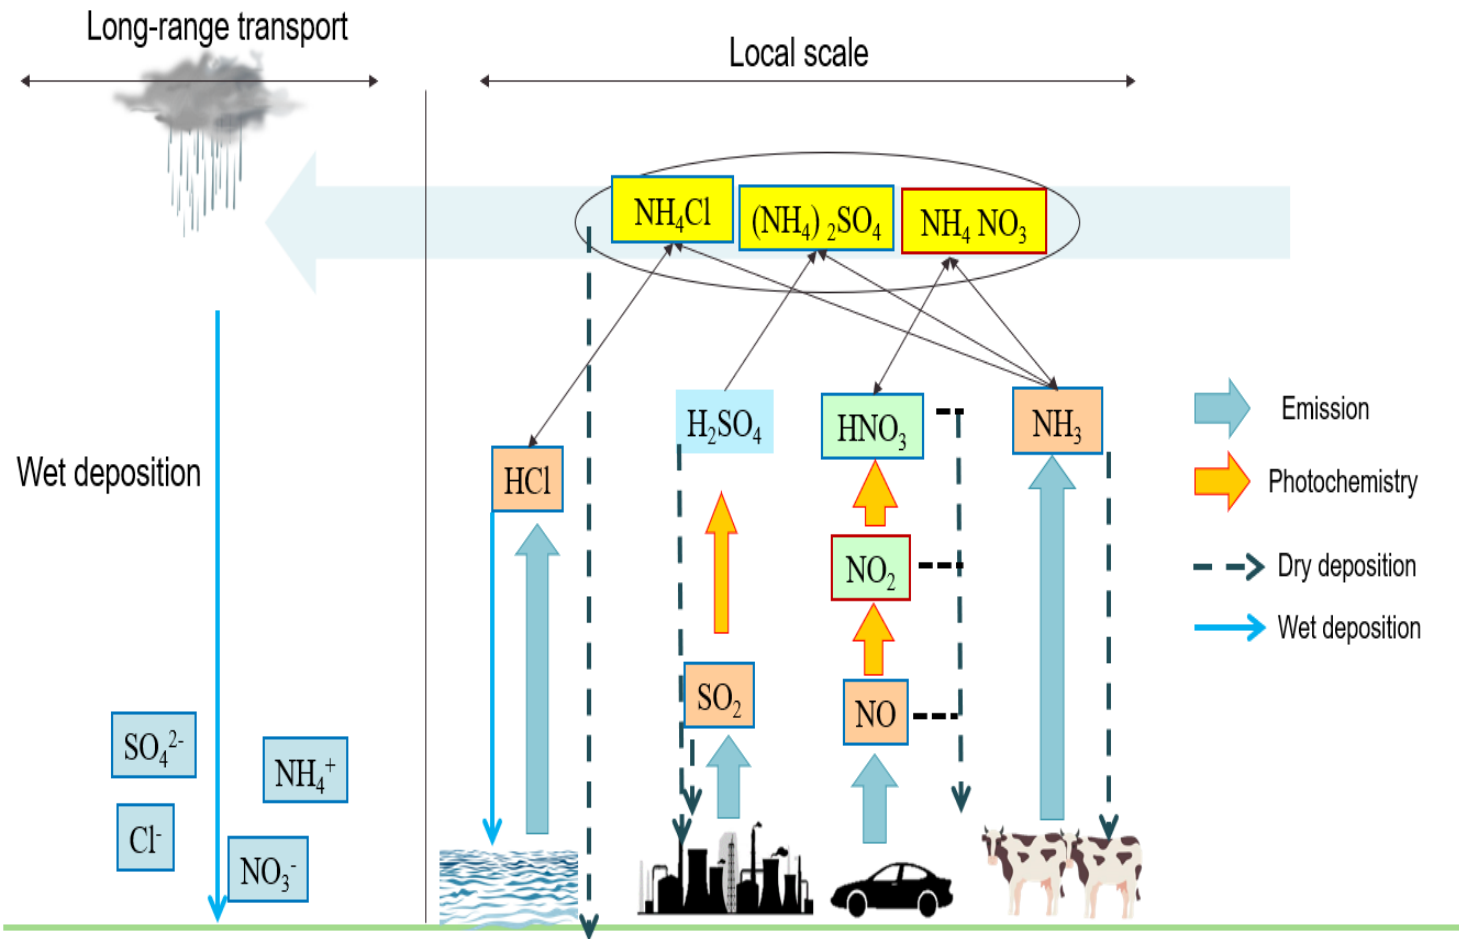 Long-range transport
Local scale
NH₄Cl
(NH₄) ₂SO₄
NH₄ NO₃
H₂SO₄
HNO₃
NH₃
HCl
NO₂
SO₂
NO
Wet deposition
SO₄²⁻
NH₄⁺
Cl⁻
NO₃⁻
Emission
Photochemistry
Dry deposition
Wet deposition